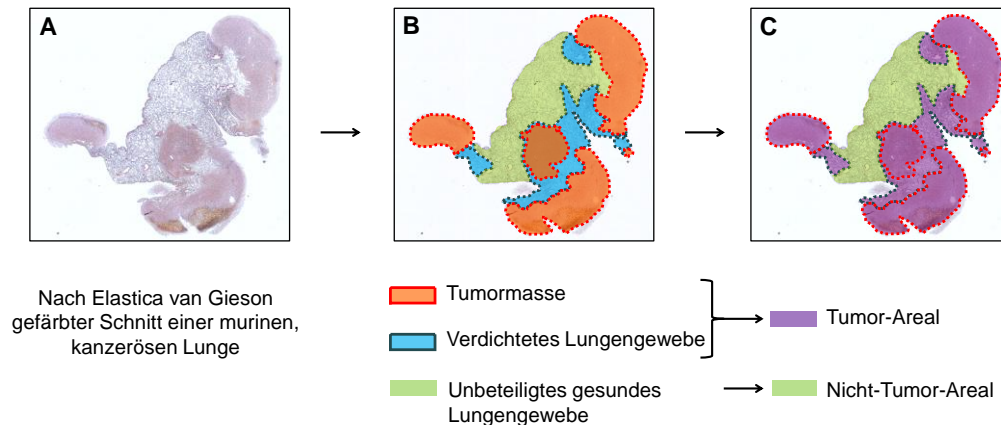 A
B
C
Nach Elastica van Gieson
gefärbter Schnitt einer murinen,
kanzerösen Lunge
Tumormasse
Verdichtetes Lungengewebe
Unbeteiligtes gesundes
Lungengewebe
Tumor-Areal
Nicht-Tumor-Areal